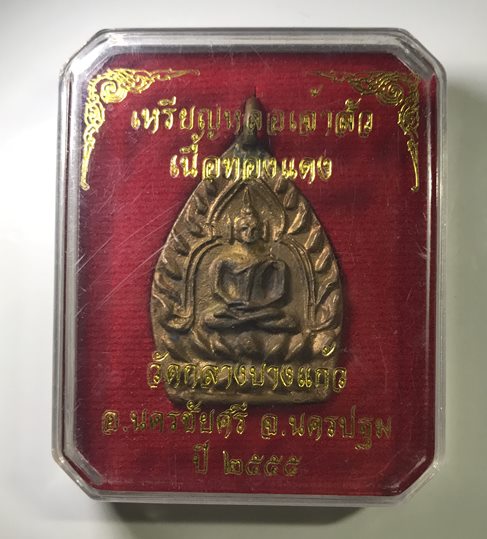 เหรียญหล่อเจ้าสัว
เนื้อทองแดง
วัดกลางบางแก้ว
อ.นครชัยศรี จ.นครปฐม
ปี ๒๕๕๕